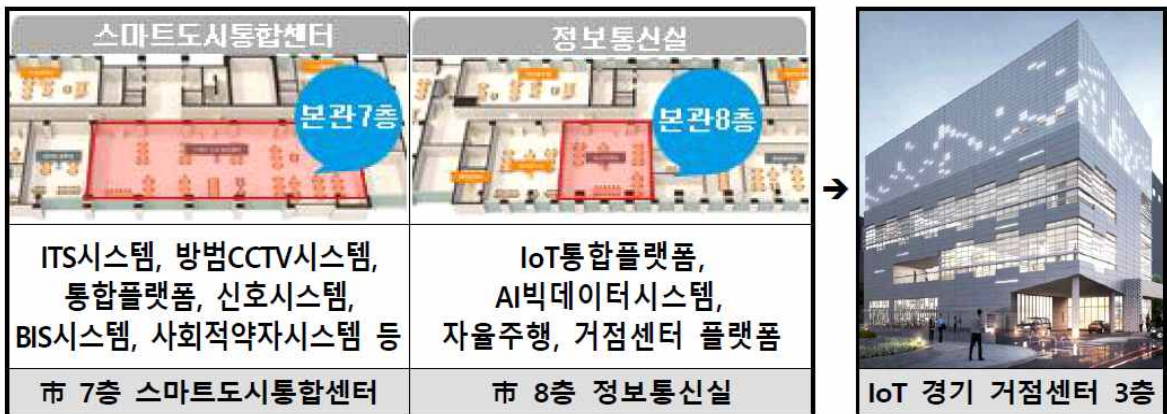 스마트도시통합센터
정보통신실
본관7층
본관8층
➔
ITS시스템, 방범CCTV시스템,
통합플랫폼, 신호시스템,
BIS시스템, 사회적약자시스템 등
IoT통합플랫폼,
AI빅데이터시스템,
자율주행, 거점센터 플랫폼
市 7층 스마트도시통합센터
市 8층 정보통신실
IoT 경기 거점센터 3층